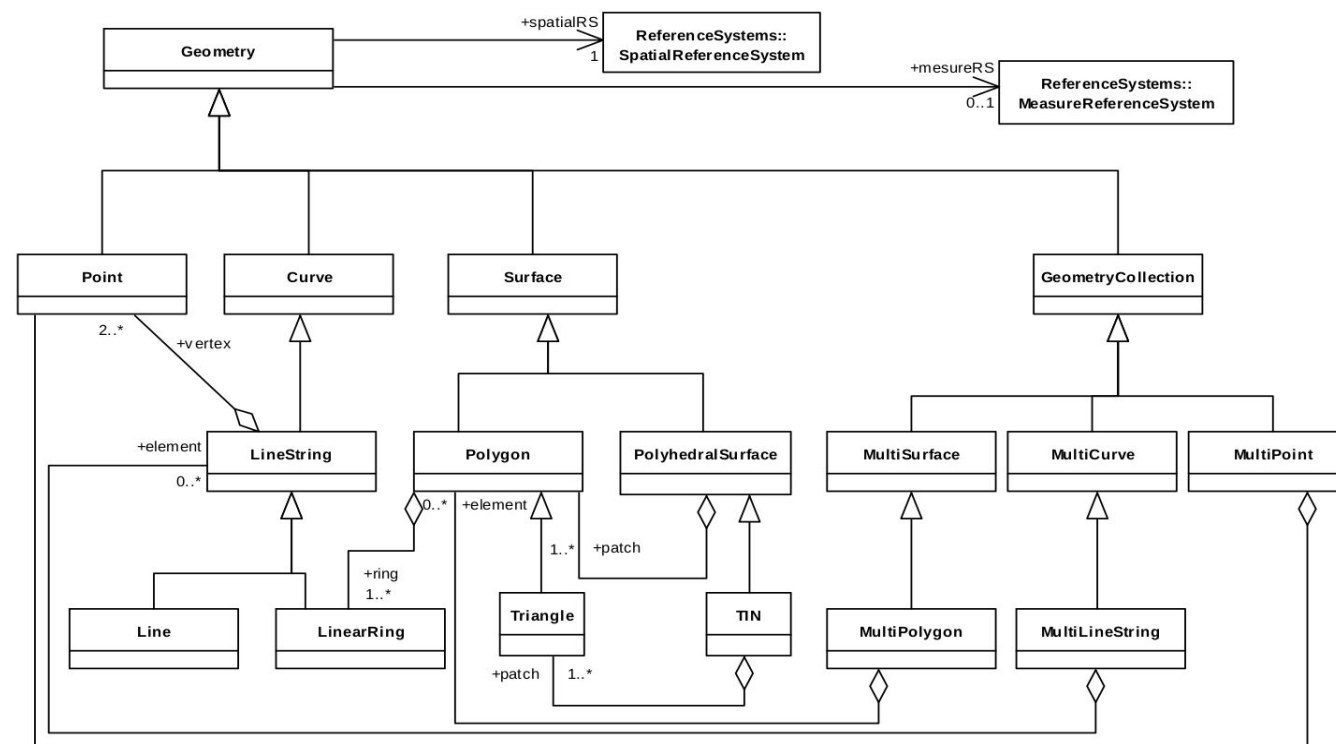 +spatialRS
Geometry
ReferenceSystems::
SpatialReferenceSystem
1
+mesureRS
ReferenceSystems::
MeasureReferenceSystem
0..1
Point
Curve
Surface
GeometryCollection
2..*
+vertex
+element
0..*
LineString
Polygon
PolyhedralSurface
MultiSurface
MultiCurve
MultiPoint
0..*
+element
1..*
+patch
+ring
1..*
Triangle
TIN
Line
LinearRing
MultiPolygon
MultiLineString
+patch
1..*